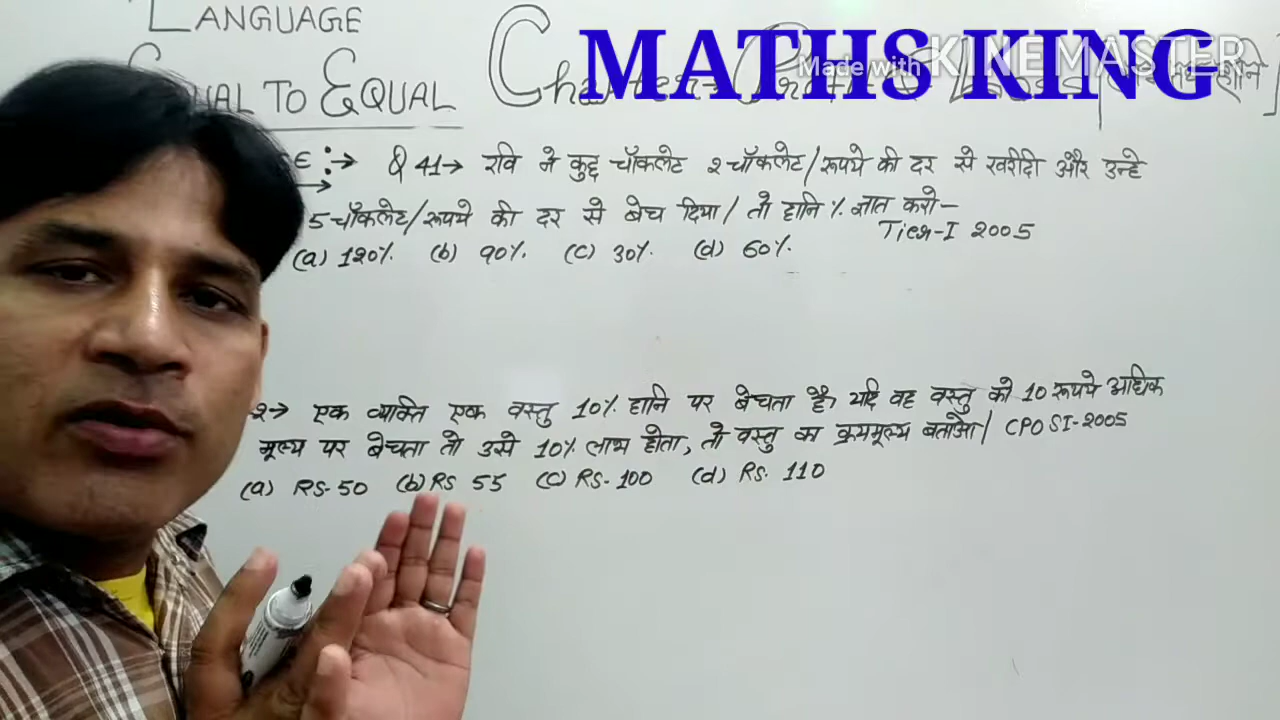 LANGUAGE
MATHS KING
Made with KINEMASTER
EQUAL TO EQUAL
Q 41→ रवि ने कुछ चॉकलेट 2 चॉकलेट/रूपये की दर से खरीदी और उन्हे
5 चॉकलेट/रूपये की दर से बेच दिया/ तो हानि % ज्ञात करो-
Tier-I 2005
(a) 120% (b) 90% (c) 30% (d) 60%
2→ एक व्यक्ति एक वस्तु 10% हानि पर बेचता है, यदि वह वस्तु को 10 रूपये अधिक
मूल्य पर बेचता तो उसे 10% लाभ होता, तो वस्तु का क्रयमूल्य बताओ/ CPO SI-2005
(a) RS-50 (b) RS 55 (c) RS-100 (d) RS. 110